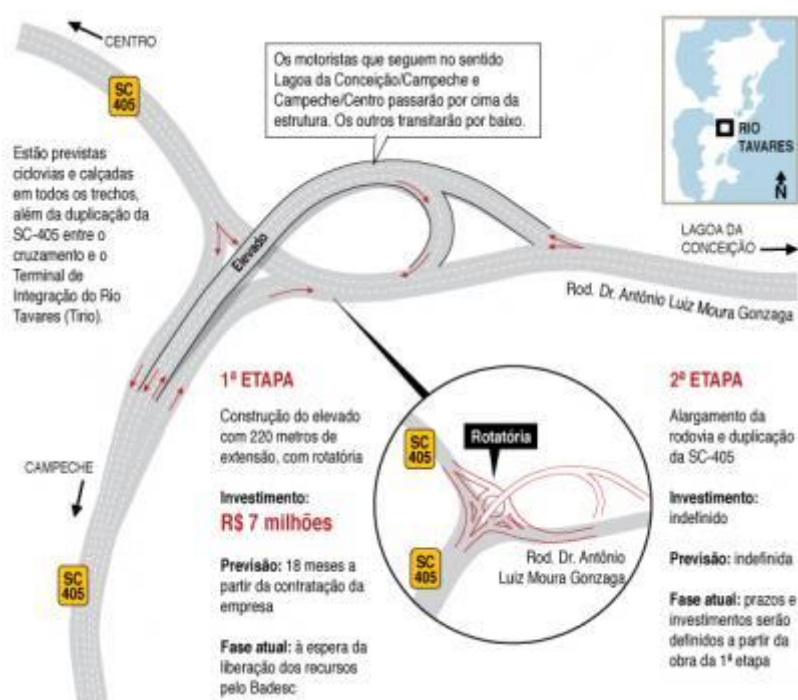 CENTRO
SC
405
Os motoristas que seguem no sentido
Lagoa da Conceição/Campeche e
Campeche/Centro passarão por cima da
estrutura. Os outros transitarão por baixo.
RIO
TAVARES
N
Estão previstas
ciclovias e calçadas
em todos os trechos,
além da duplicação da
SC-405 entre o
cruzamento e o
Terminal de
Integração do Rio
Tavares (Tirio).
Elevado
LAGOA DA
CONCEIÇÃO
Rod. Dr. Antônio Luiz Moura Gonzaga
CAMPECHE
SC
405
1ª ETAPA
Construção do elevado
com 220 metros de
extensão, com rotatória
Investimento:
R$ 7 milhões
Previsão: 18 meses a
partir da contratação da
empresa
Fase atual: à espera da
liberação dos recursos
pelo Badesc
SC
405
Rotatória
SC
405
Rod. Dr. Antônio
Luiz Moura Gonzaga
2ª ETAPA
Alargamento da
rodovia e duplicação
da SC-405
Investimento:
indefinido
Previsão: indefinida
Fase atual: prazos e
investimentos serão
definidos a partir da
obra da 1ª etapa